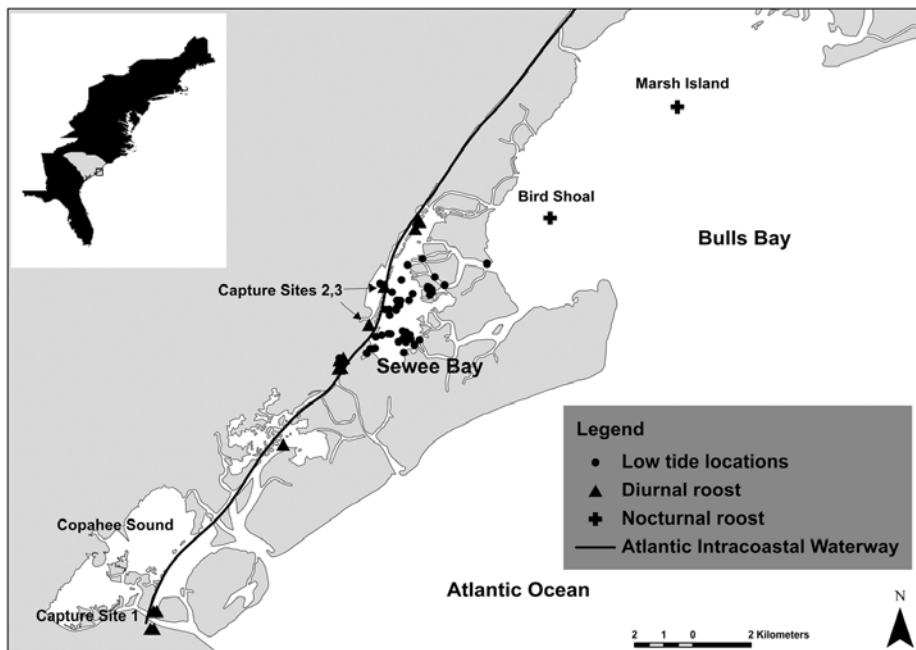 Marsh Island
Bird Shoal
Bulls Bay
Capture Sites 2,3
Sewee Bay
Legend
Low tide locations
Diurnal roost
Nocturnal roost
Atlantic Intracoastal Waterway
Copahee Sound
Capture Site 1
Atlantic Ocean
N
2 1 0 2 Kilometers